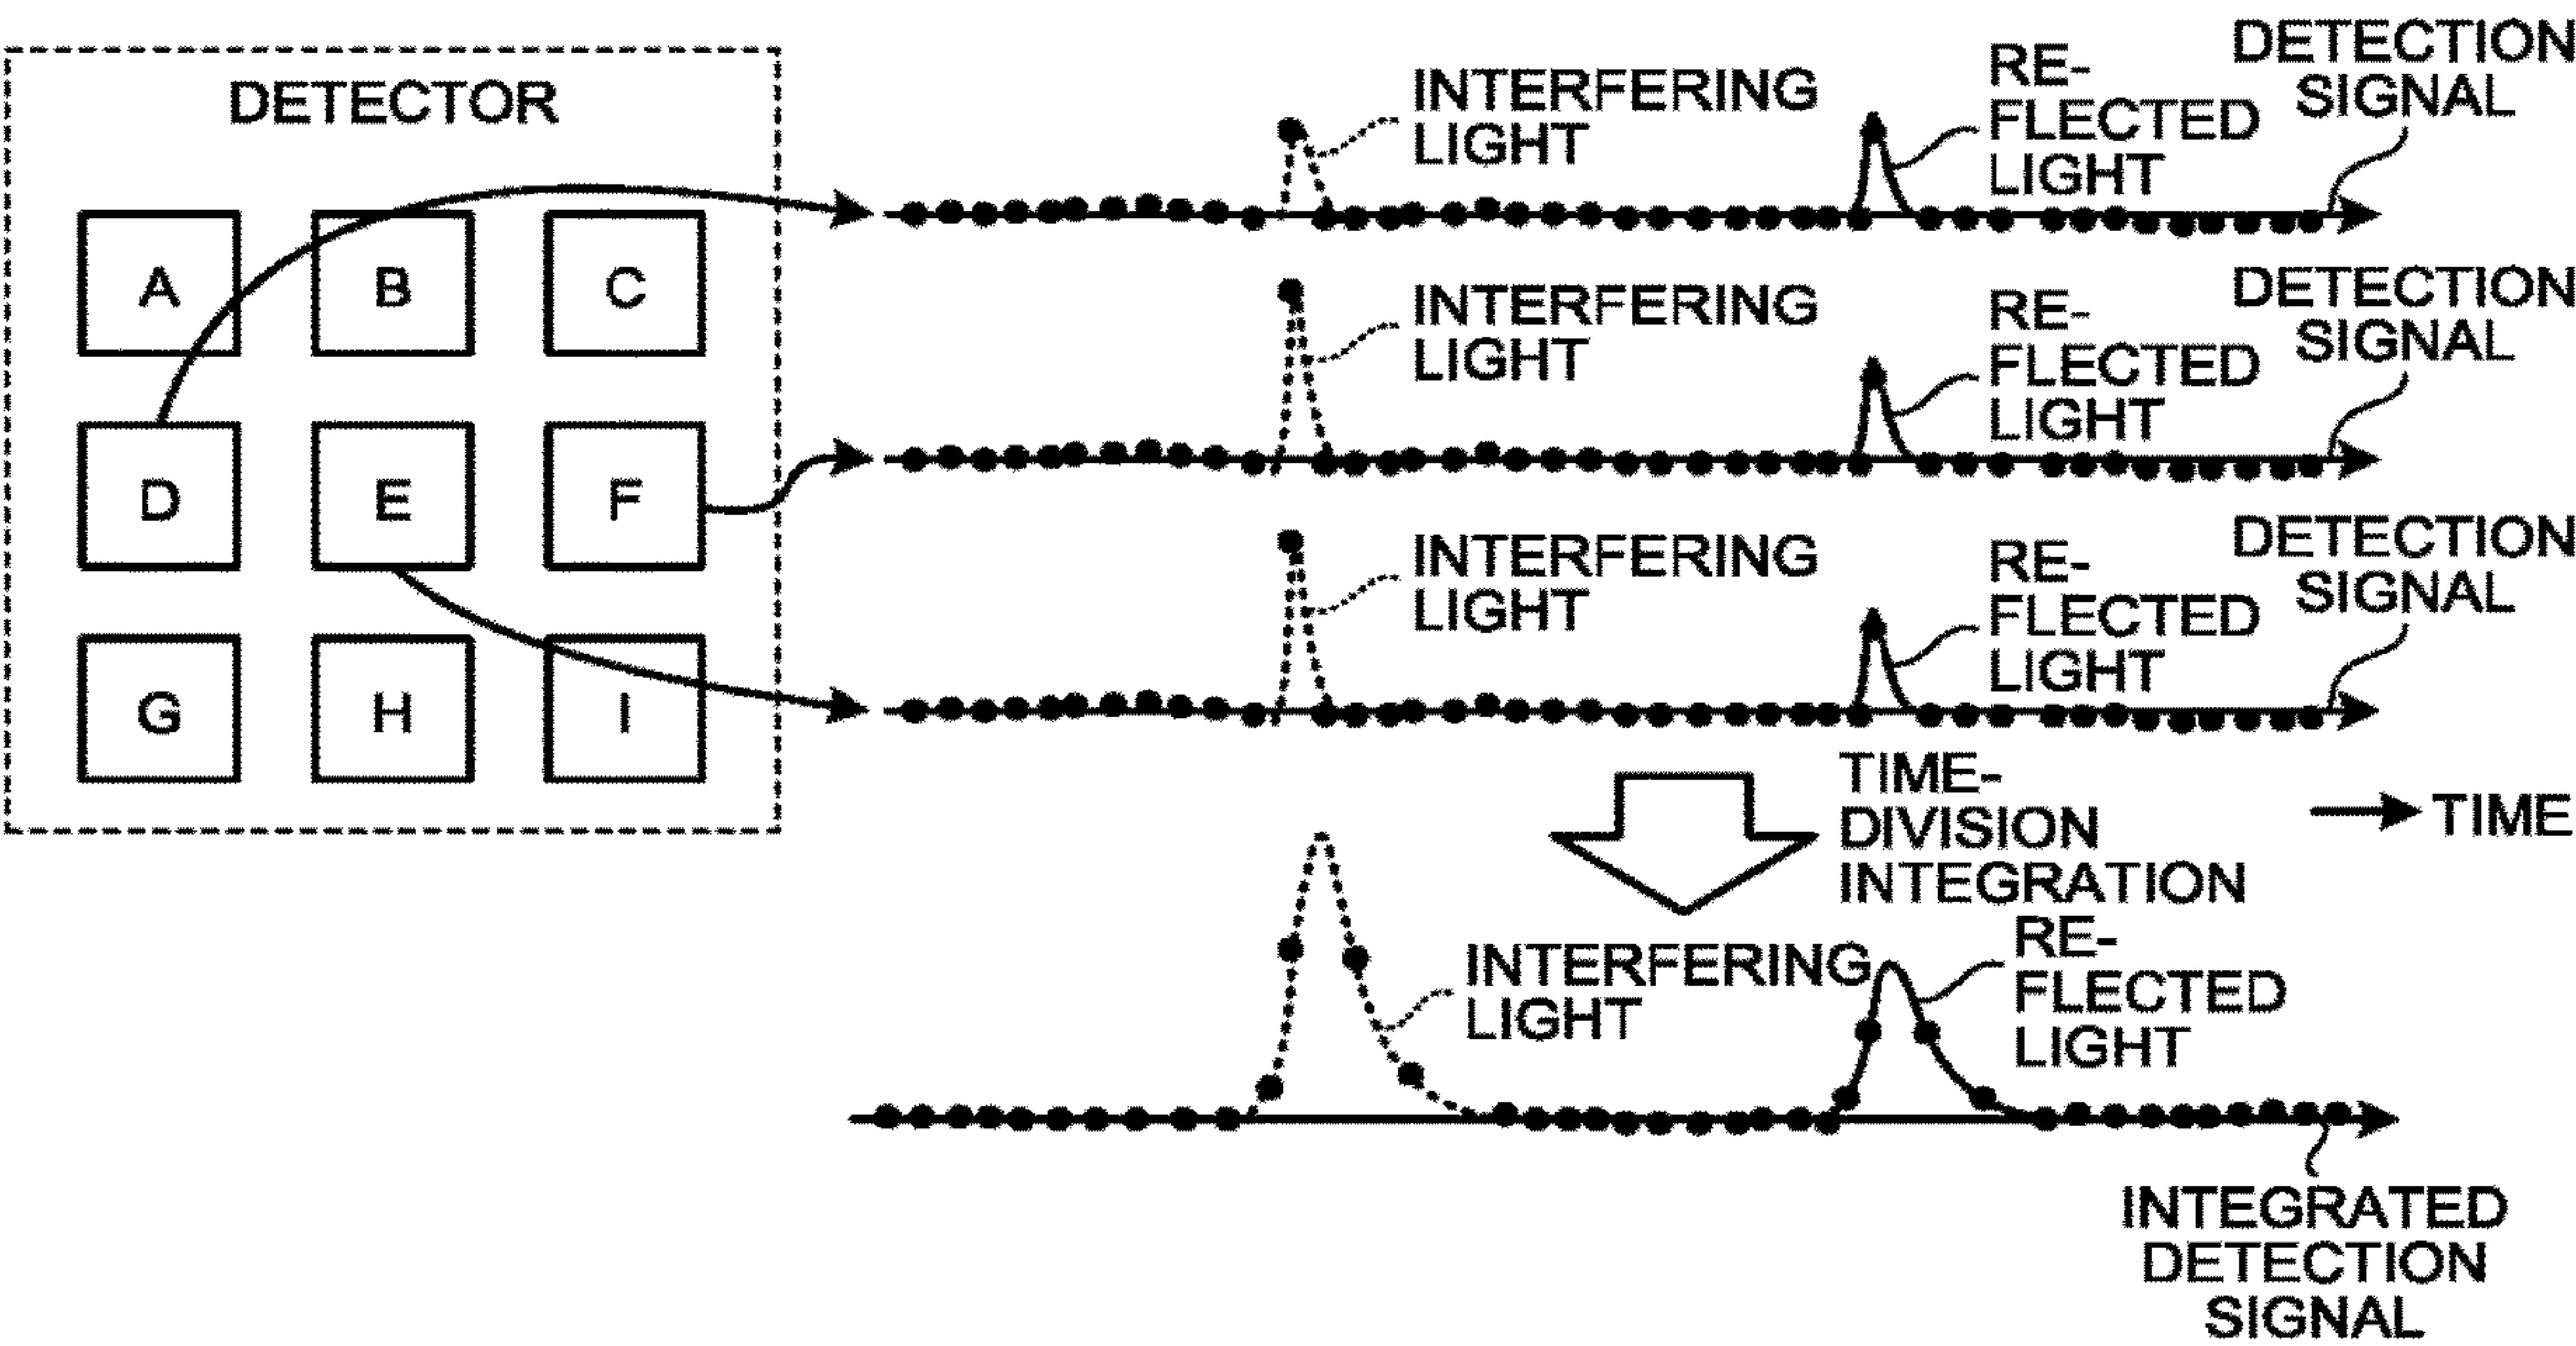 DETECTOR
A B C
D E F
G H I
INTERFERING
LIGHT
RE-
FLECTED
LIGHT
DETECTION
SIGNAL
INTERFERING
LIGHT
RE-
FLECTED
LIGHT
DETECTION
SIGNAL
INTERFERING
LIGHT
RE-
FLECTED
LIGHT
DETECTION
SIGNAL
TIME-
DIVISION
INTEGRATION
TIME
INTERFERING
LIGHT
RE-
FLECTED
LIGHT
INTEGRATED
DETECTION
SIGNAL